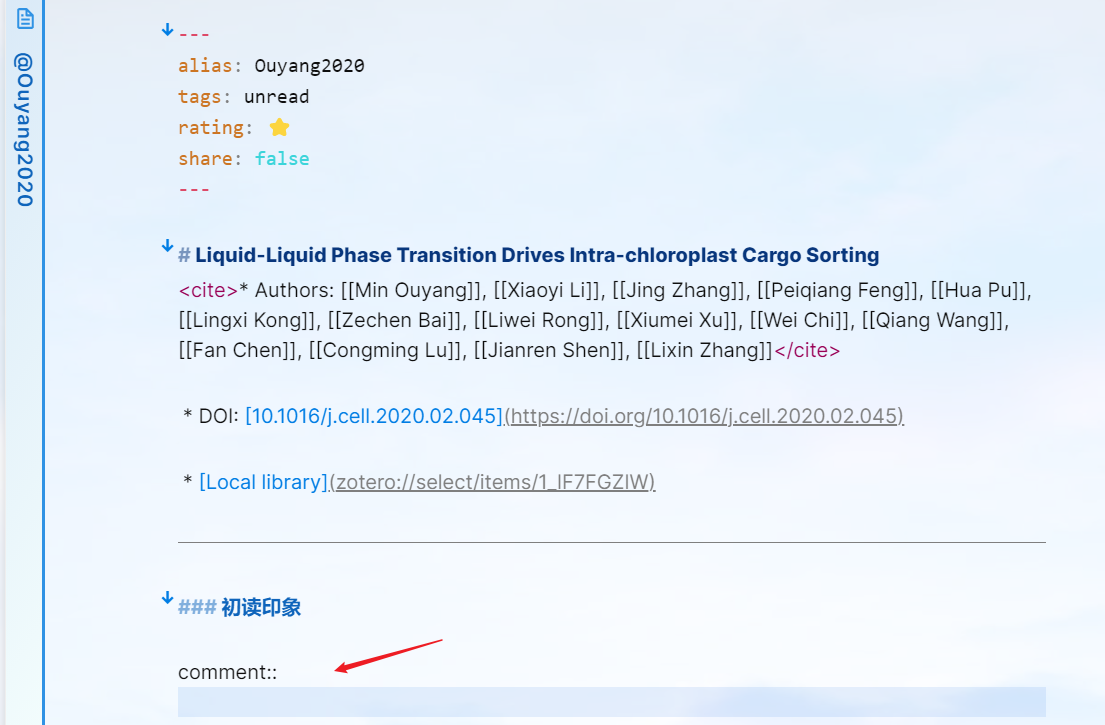 @Ouyang2020
---
alias: Ouyang2020
tags: unread
rating: ⭐
share: false
---
# Liquid-Liquid Phase Transition Drives Intra-chloroplast Cargo Sorting
<cite>* Authors: [[Min Ouyang]], [[Xiaoyi Li]], [[Jing Zhang]], [[Peiqiang Feng]], [[Hua Pu]],
[[Lingxi Kong]], [[Zechen Bai]], [[Liwei Rong]], [[Xiumei Xu]], [[Wei Chi]], [[Qiang Wang]],
[[Fan Chen]], [[Congming Lu]], [[Jianren Shen]], [[Lixin Zhang]]</cite>
* DOI: [10.1016/j.cell.2020.02.045](https://doi.org/10.1016/j.cell.2020.02.045)
* [Local library](zotero://select/items/1_IF7FGZIW)
### 初读印象
comment::